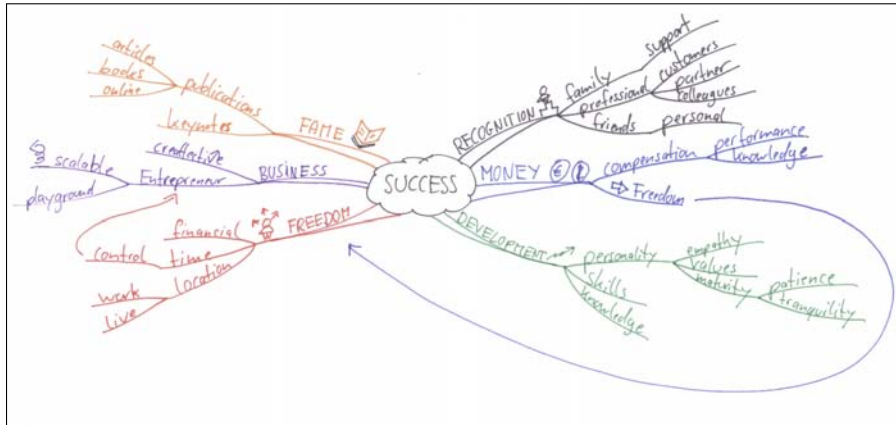 SUCCESS
RECOGNITION
family
support
professional
customers
partner
colleagues
friends
personal
MONEY €
compensation
performance
knowledge
Freedom
DEVELOPMENT
personality
empathy
values
maturity
patience
tranquility
skills
knowledge
FREEDOM
financial
time
control
location
work
live
BUSINESS
creffective
Entrepreneur
scalable
playground
FAME
publications
articles
books
online
keynotes